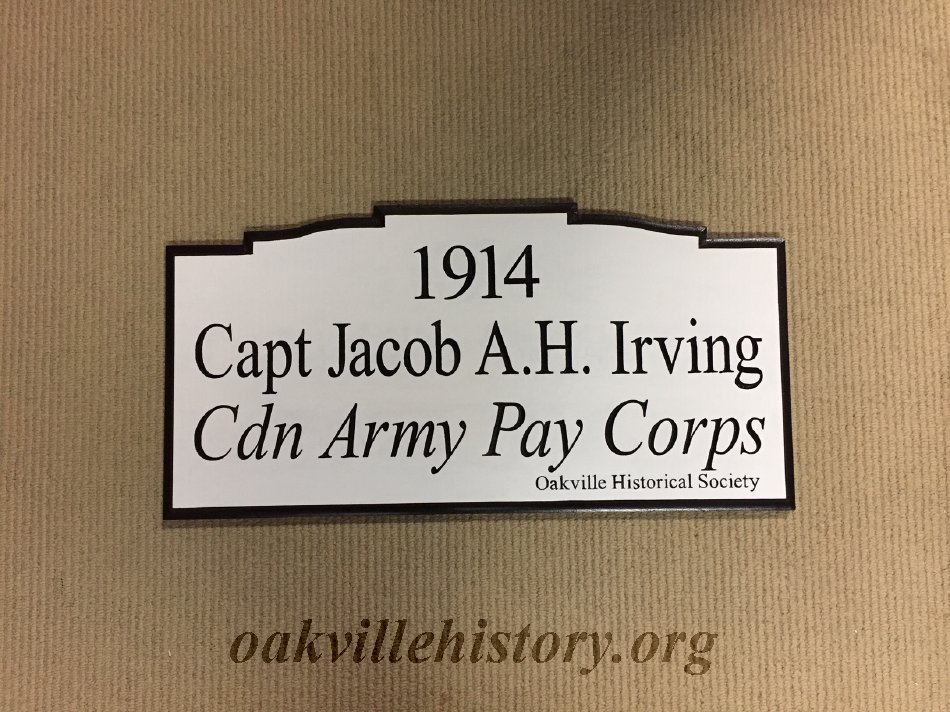 1914
Capt Jacob A.H. Irving
Cdn Army Pay Corps
Oakville Historical Society
oakvillehistory.org